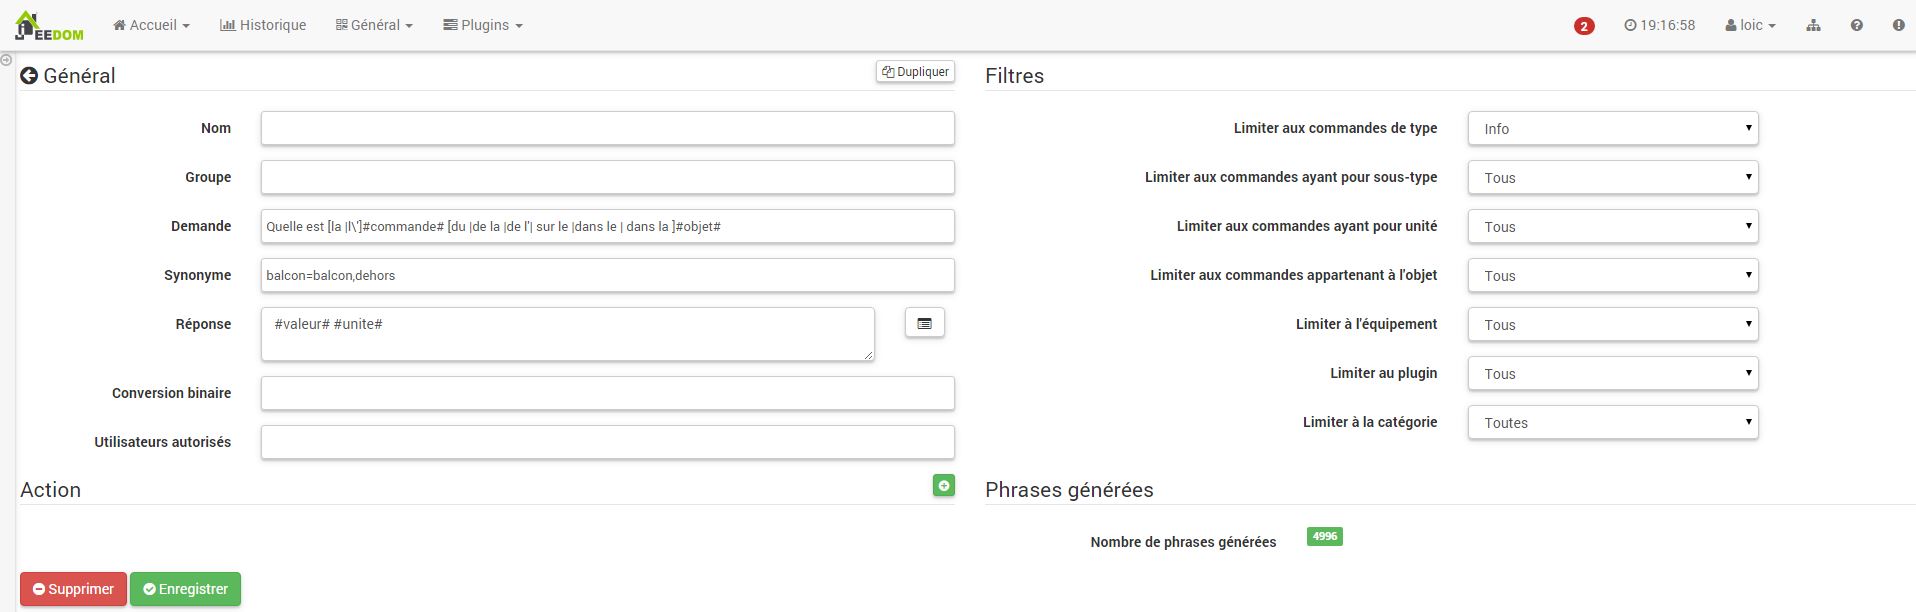 JEEDOM Accueil Historique Général Plugins 2 19:16:58 loic
Général Dupliquer
Nom
Groupe
Demande Quelle est [la |l\']#commande# [du |de la |de l'| sur le |dans le | dans la ]#objet#
Synonyme balcon=balcon,dehors
Réponse #valeur# #unite#
Conversion binaire
Utilisateurs autorisés
Action
Supprimer Enregistrer
Filtres
Limiter aux commandes de type Info
Limiter aux commandes ayant pour sous-type Tous
Limiter aux commandes ayant pour unité Tous
Limiter aux commandes appartenant à l'objet Tous
Limiter à l'équipement Tous
Limiter au plugin Tous
Limiter à la catégorie Toutes
Phrases générées
Nombre de phrases générées 4996